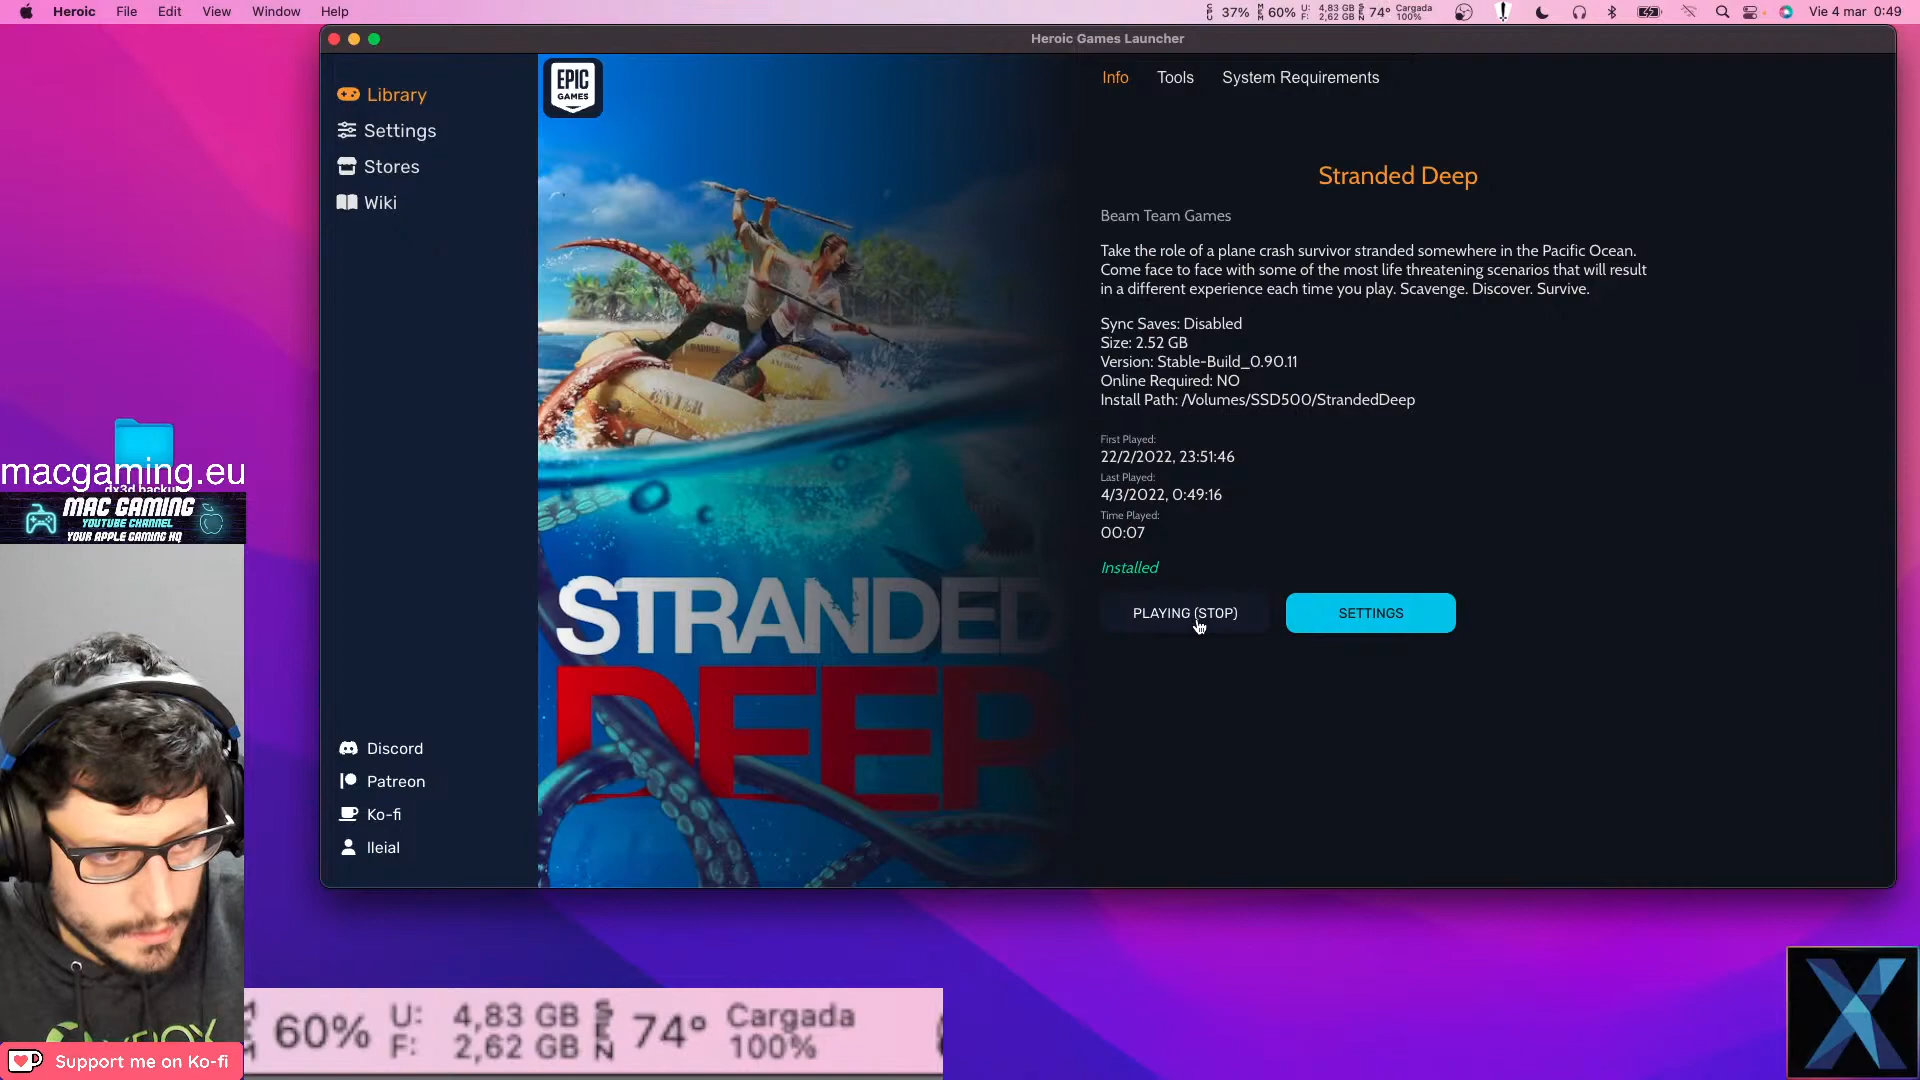 Heroic File Edit View Window Help
37% 60% U: 4,83 GB F: 2,62 GB 74° Cargada 100% Vie 4 mar 0:49
Heroic Games Launcher
Library
Settings
Stores
Wiki
EPIC
GAMES
Info Tools System Requirements
Stranded Deep
Beam Team Games
Take the role of a plane crash survivor stranded somewhere in the Pacific Ocean.
Come face to face with some of the most life threatening scenarios that will result
in a different experience each time you play. Scavenge. Discover. Survive.
Sync Saves: Disabled
Size: 2.52 GB
Version: Stable-Build_0.90.11
Online Required: NO
Install Path: /Volumes/SSD500/StrandedDeep
First Played:
22/2/2022, 23:51:46
Last Played:
4/3/2022, 0:49:16
Time Played:
00:07
Installed
PLAYING (STOP) SETTINGS
STRANDED
DEEP
Discord
Patreon
Ko-fi
lleial
macgaming.eu
dx3d backup
MAC GAMING
YOUTUBE CHANNEL
YOUR APPLE GAMING HQ
60% U: 4,83 GB 74° Cargada
F: 2,62 GB 100%
Support me on Ko-fi